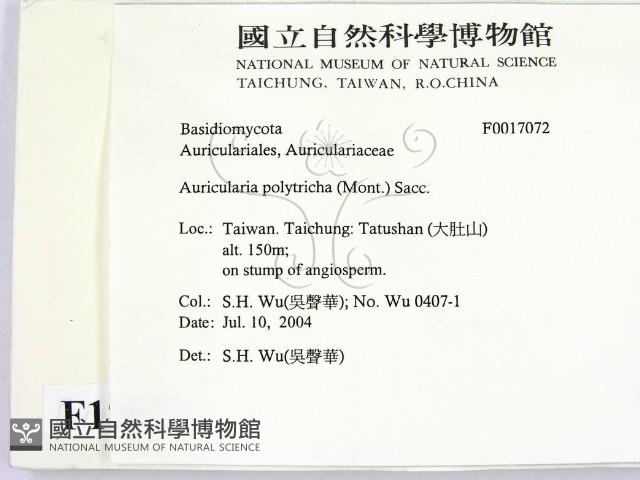 國立自然科學博物館
NATIONAL MUSEUM OF NATURAL SCIENCE
TAICHUNG, TAIWAN, R.O.CHINA
Basidiomycota F0017072
Auriculariales, Auriculariaceae
Auricularia polytricha (Mont.) Sacc.
Loc.: Taiwan. Taichung: Tatushan (大肚山)
alt. 150m;
on stump of angiosperm.
Col.: S.H. Wu(吳聲華); No. Wu 0407-1
Date: Jul. 10, 2004
Det.: S.H. Wu(吳聲華)
國立自然科學博物館
NATIONAL MUSEUM OF NATURAL SCIENCE